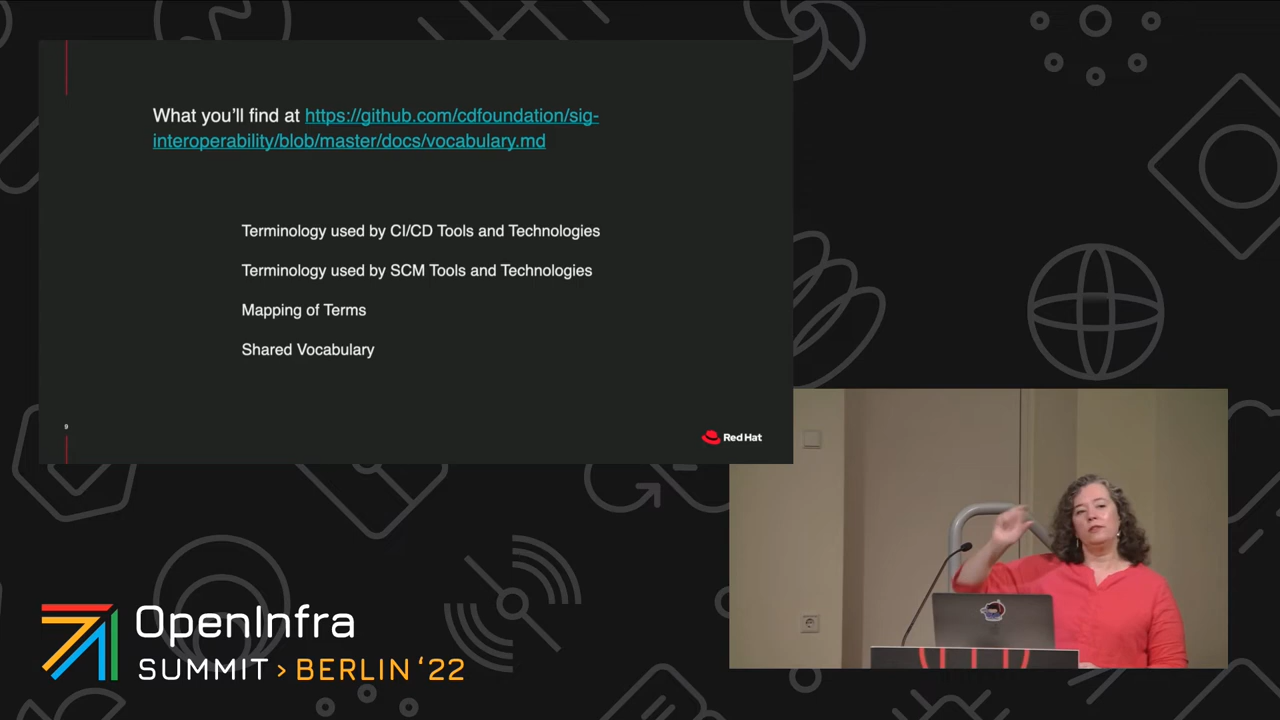 What you'll find at https://github.com/cdfoundation/sig-
interoperability/blob/master/docs/vocabulary.md
Terminology used by CI/CD Tools and Technologies
Terminology used by SCM Tools and Technologies
Mapping of Terms
Shared Vocabulary
9
Red Hat
OpenInfra
SUMMIT > BERLIN '22